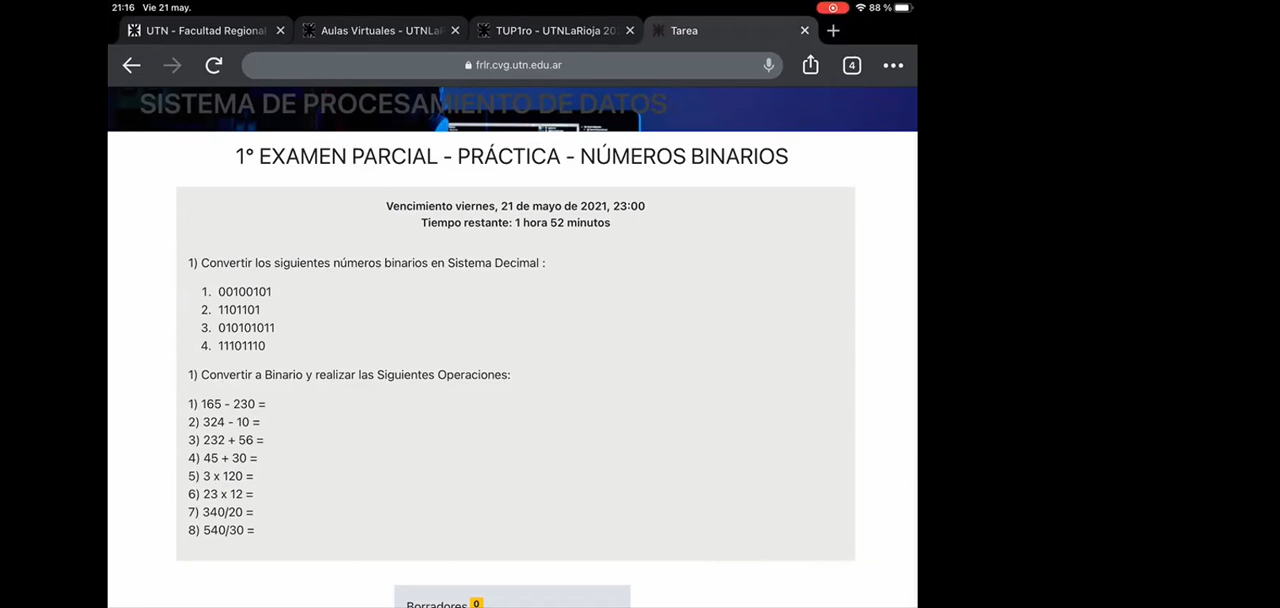 21:16 Vie 21 may.
88 %
UTN - Facultad Regional
Aulas Virtuales - UTNLaR
TUP1ro - UTNLaRioja 20
Tarea
frlr.cvg.utn.edu.ar
4
SISTEMA DE PROCESAMIENTO DE DATOS
1° EXAMEN PARCIAL - PRÁCTICA - NÚMEROS BINARIOS
Vencimiento viernes, 21 de mayo de 2021, 23:00
Tiempo restante: 1 hora 52 minutos
1) Convertir los siguientes números binarios en Sistema Decimal :
1. 00100101
2. 1101101
3. 010101011
4. 11101110
1) Convertir a Binario y realizar las Siguientes Operaciones:
1) 165 - 230 =
2) 324 - 10 =
3) 232 + 56 =
4) 45 + 30 =
5) 3 x 120 =
6) 23 x 12 =
7) 340/20 =
8) 540/30 =
Borradores 0